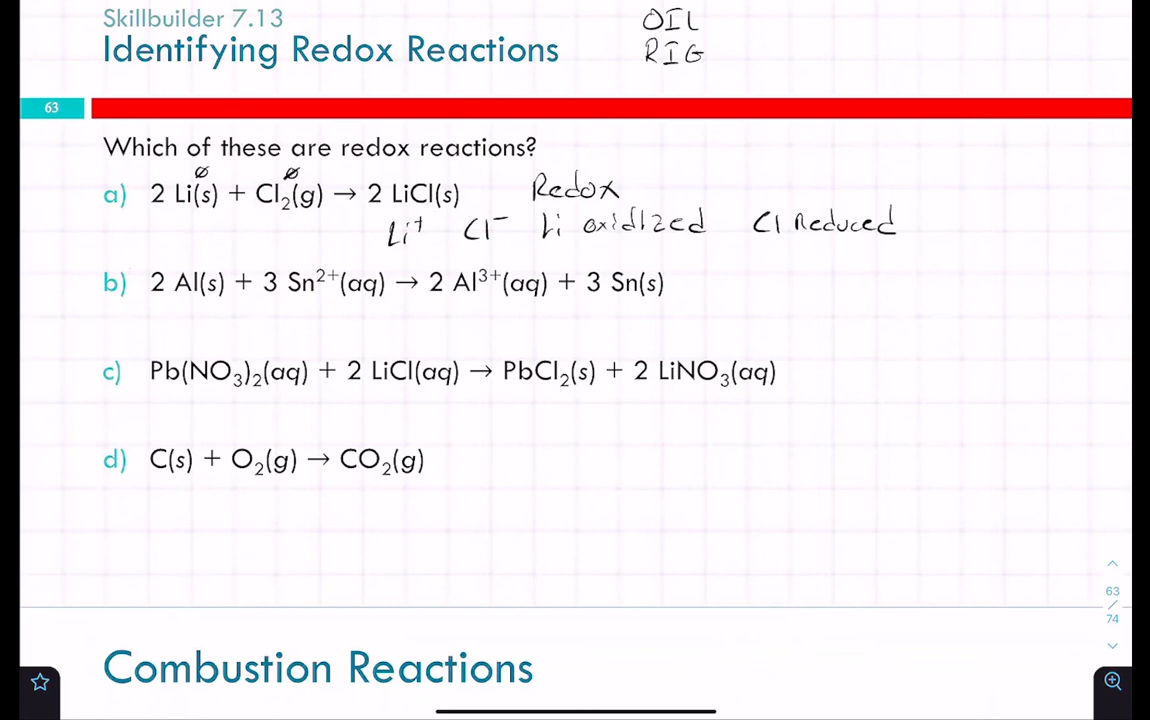 Skillbuilder 7.13
OIL
Identifying Redox Reactions
RIG
63
Which of these are redox reactions?
ø ø
a) 2 Li(s) + Cl₂(g) → 2 LiCl(s) Redox
Li⁺ Cl⁻ Li oxidized Cl Reduced
b) 2 Al(s) + 3 Sn²⁺(aq) → 2 Al³⁺(aq) + 3 Sn(s)
c) Pb(NO₃)₂(aq) + 2 LiCl(aq) → PbCl₂(s) + 2 LiNO₃(aq)
d) C(s) + O₂(g) → CO₂(g)
63
/
74
Combustion Reactions